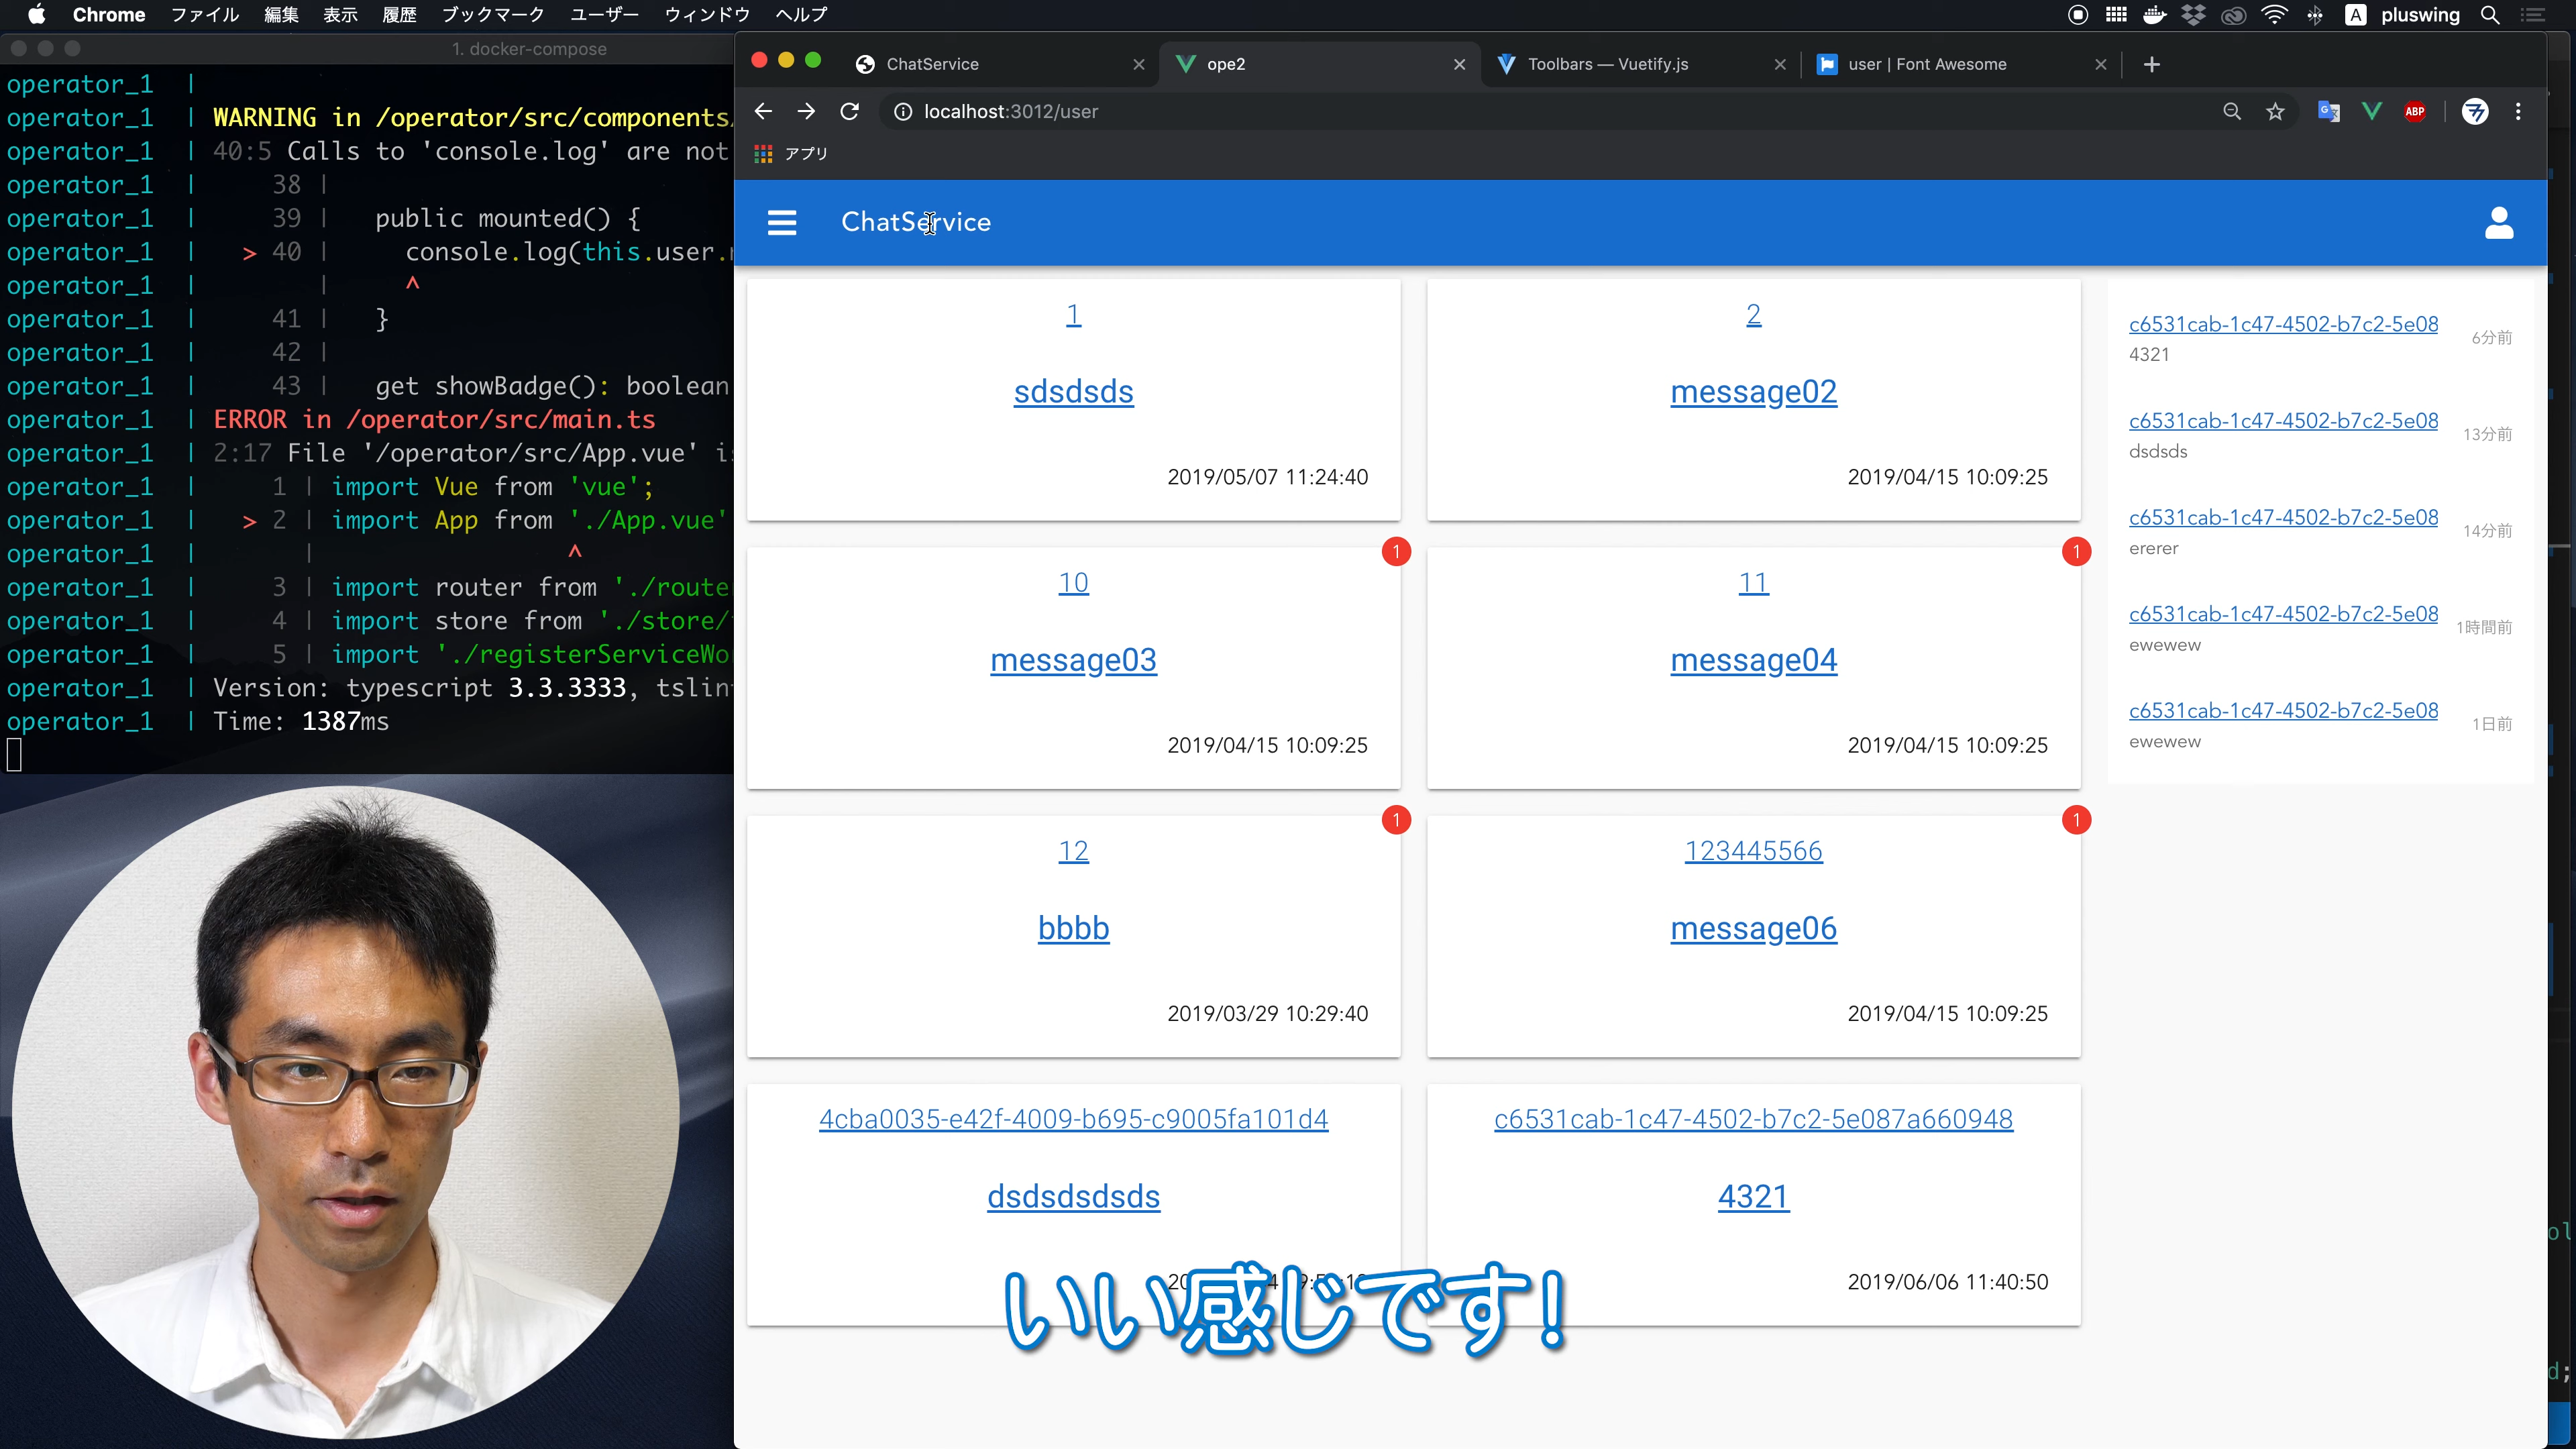 Chrome ファイル 編集 表示 履歴 ブックマーク ユーザー ウィンドウ ヘルプ
A pluswing
1. docker-compose
operator_1 |
operator_1 | WARNING in /operator/src/components/
operator_1 | 40:5 Calls to 'console.log' are not
operator_1 | 38 |
operator_1 | 39 | public mounted() {
operator_1 | > 40 | console.log(this.user.
operator_1 | | ^
operator_1 | 41 | }
operator_1 | 42 |
operator_1 | 43 | get showBadge(): boolean
operator_1 | ERROR in /operator/src/main.ts
operator_1 | 2:17 File '/operator/src/App.vue' i
operator_1 | 1 | import Vue from 'vue';
operator_1 | > 2 | import App from './App.vue'
operator_1 | | ^
operator_1 | 3 | import router from './route
operator_1 | 4 | import store from './store/
operator_1 | 5 | import './registerServiceWo
operator_1 | Version: typescript 3.3.3333, tslin
operator_1 | Time: 1387ms
ChatService
ope2
Toolbars — Vuetify.js
user | Font Awesome
localhost:3012/user
ABP
アプリ
ChatService
1
sdsdsds
2019/05/07 11:24:40
2
message02
2019/04/15 10:09:25
1
10
message03
2019/04/15 10:09:25
1
11
message04
2019/04/15 10:09:25
1
12
bbbb
2019/03/29 10:29:40
1
123445566
message06
2019/04/15 10:09:25
4cba0035-e42f-4009-b695-c9005fa101d4
dsdsdsdsds
c6531cab-1c47-4502-b7c2-5e087a660948
4321
2019/06/06 11:40:50
c6531cab-1c47-4502-b7c2-5e08
6分前
4321
c6531cab-1c47-4502-b7c2-5e08
13分前
dsdsds
c6531cab-1c47-4502-b7c2-5e08
14分前
ererer
c6531cab-1c47-4502-b7c2-5e08
1時間前
ewewew
c6531cab-1c47-4502-b7c2-5e08
1日前
ewewew
いい感じです!